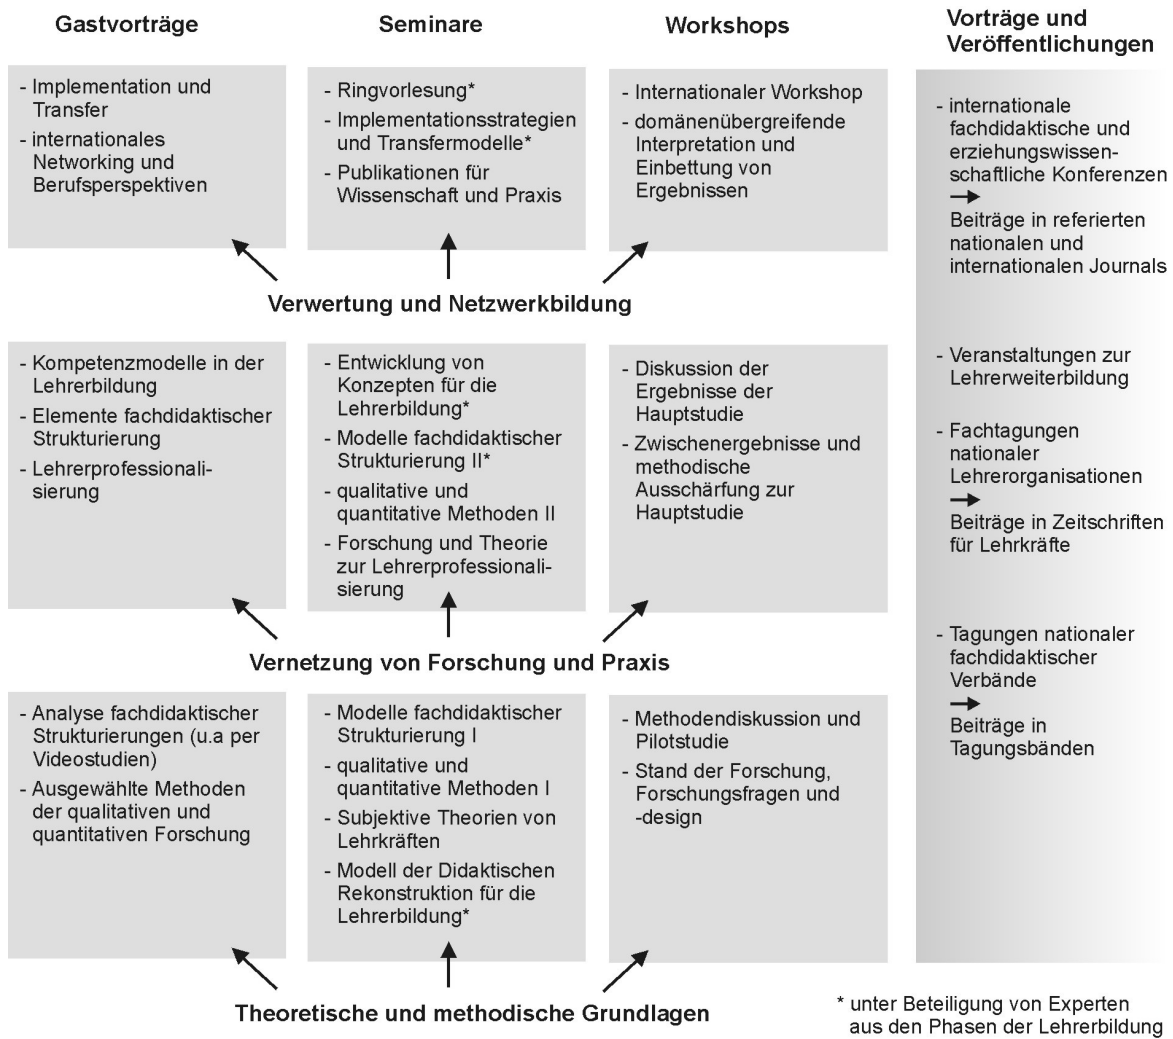 Gastvorträge
Seminare
Workshops
Vorträge und
Veröffentlichungen
- Implementation und
Transfer
- internationales
Networking und
Berufsperspektiven
- Ringvorlesung*
- Implementationsstrategien
und Transfermodelle*
- Publikationen für
Wissenschaft und Praxis
- Internationaler Workshop
- domänenübergreifende
Interpretation und
Einbettung von
Ergebnissen
Verwertung und Netzwerkbildung
- Kompetenzmodelle in der
Lehrerbildung
- Elemente fachdidaktischer
Strukturierung
- Lehrerprofessionali-
sierung
- Entwicklung von
Konzepten für die
Lehrerbildung*
- Modelle fachdidaktischer
Strukturierung II*
- qualitative und
quantitative Methoden II
- Forschung und Theorie
zur Lehrerprofessionali-
sierung
- Diskussion der
Ergebnisse der
Hauptstudie
- Zwischenergebnisse und
methodische
Ausschärfung zur
Hauptstudie
Vernetzung von Forschung und Praxis
- Analyse fachdidaktischer
Strukturierungen (u.a per
Videostudien)
- Ausgewählte Methoden
der qualitativen und
quantitativen Forschung
- Modelle fachdidaktischer
Strukturierung I
- qualitative und
quantitative Methoden I
- Subjektive Theorien von
Lehrkräften
- Modell der Didaktischen
Rekonstruktion für die
Lehrerbildung*
- Methodendiskussion und
Pilotstudie
- Stand der Forschung,
Forschungsfragen und
-design
Theoretische und methodische Grundlagen
- internationale
fachdidaktische und
erziehungswissen-
schaftliche Konferenzen
→
Beiträge in referierten
nationalen und
internationalen Journals
- Veranstaltungen zur
Lehrerweiterbildung
- Fachtagungen
nationaler
Lehrerorganisationen
→
Beiträge in Zeitschriften
für Lehrkräfte
- Tagungen nationaler
fachdidaktischer
Verbände
→
Beiträge in
Tagungsbänden
* unter Beteiligung von Experten
aus den Phasen der Lehrerbildung